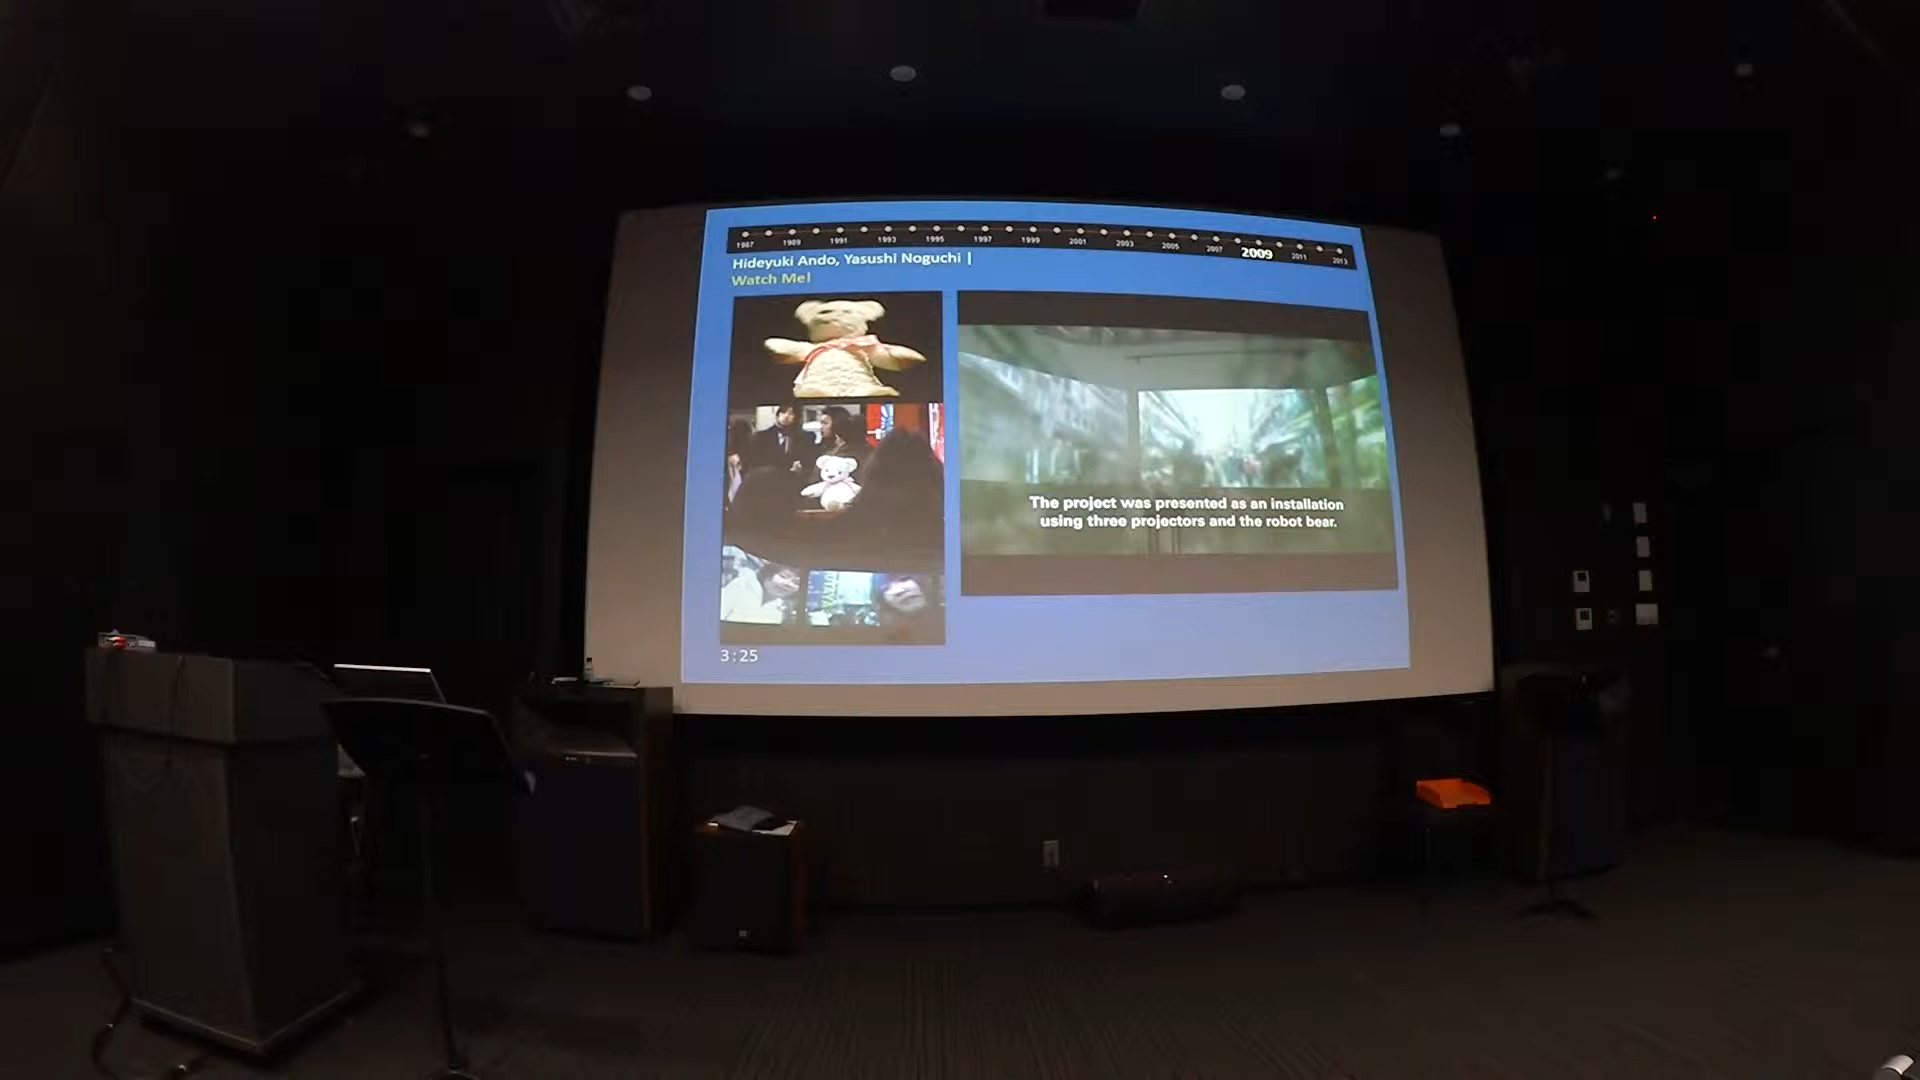 1987 1989 1991 1993 1995 1997 1999 2001 2003 2005 2007 2009 2011 2013
Hideyuki Ando, Yasushi Noguchi |
Watch Me!
The project was presented as an installation
using three projectors and the robot bear.
3:25